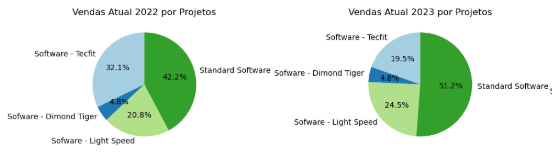 Vendas Atual 2022 por Projetos
Software - Tecfit
32.1%
42.2%
Standard Software
4.8%
Sofware - Dimond Tiger
20.8%
Sofware - Light Speed
Vendas Atual 2023 por Projetos
Software - Tecfit
19.5%
Sofware - Dimond Tiger
4.8%
51.2%
Standard Software
24.5%
Sofware - Light Speed